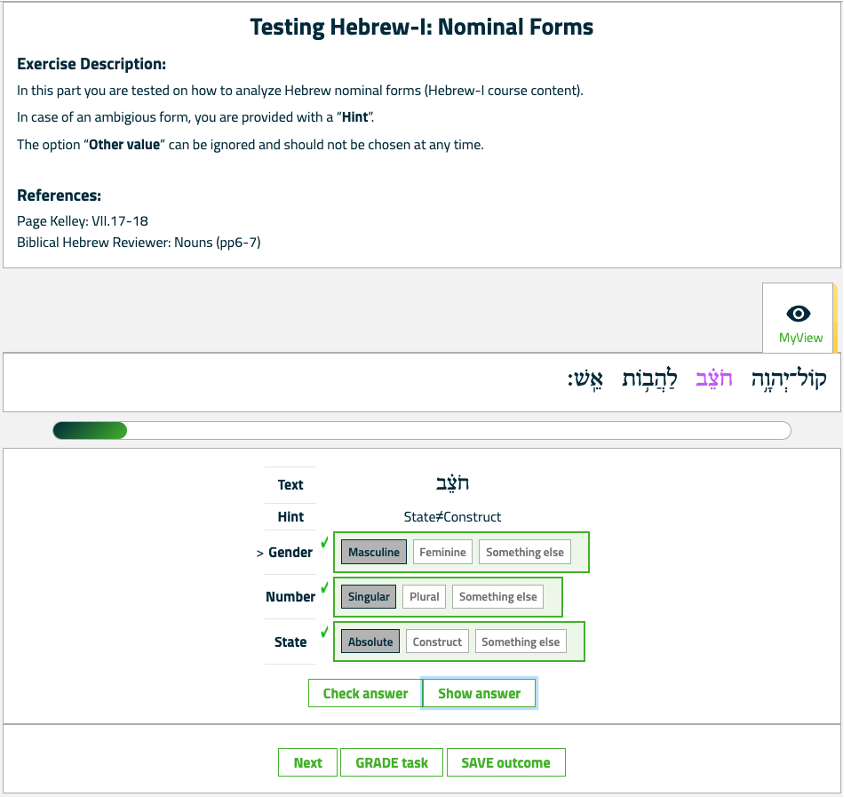 Testing Hebrew-I: Nominal Forms
Exercise Description:
In this part you are tested on how to analyze Hebrew nominal forms (Hebrew-I course content).
In case of an ambigious form, you are provided with a "Hint".
The option "Other value" can be ignored and should not be chosen at any time.
References:
Page Kelley: VII.17-18
Biblical Hebrew Reviewer: Nouns (pp6-7)
MyView
קוֹל־יְהוָ֥ה חֹצֵ֗ב לַהֲב֥וֹת אֵֽשׁ׃
Text חֹצֵ֗ב
Hint State≠Construct
> Gender ✓ Masculine Feminine Something else
Number ✓ Singular Plural Something else
State ✓ Absolute Construct Something else
Check answer Show answer
Next GRADE task SAVE outcome